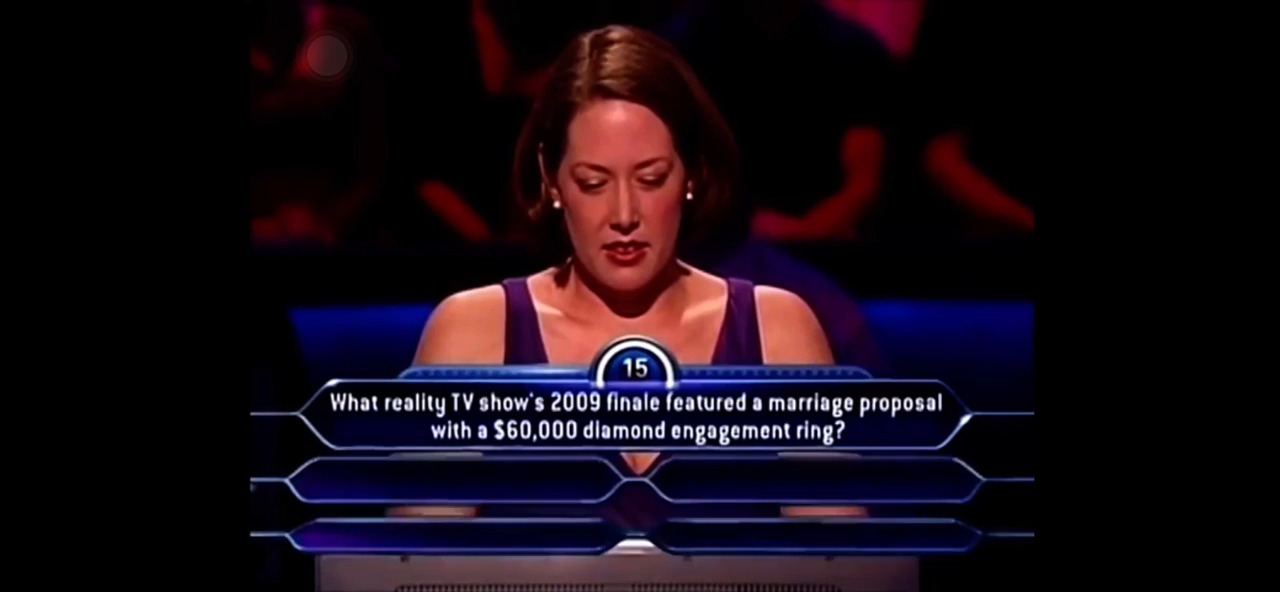 15
What reality TV show's 2009 finale featured a marriage proposal
with a $60,000 diamond engagement ring?